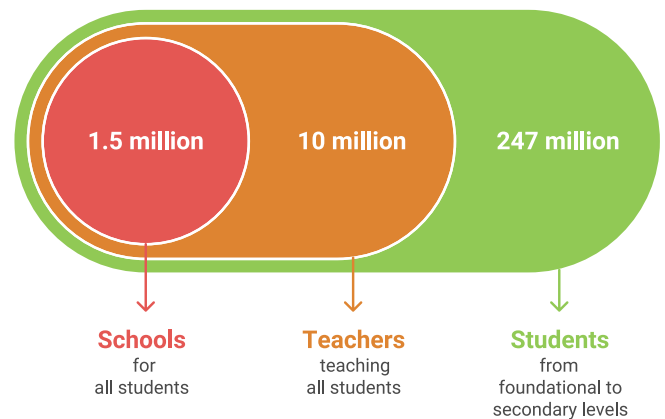 1.5 million
10 million
247 million
Schools
for
all students
Teachers
teaching
all students
Students
from
foundational to
secondary levels